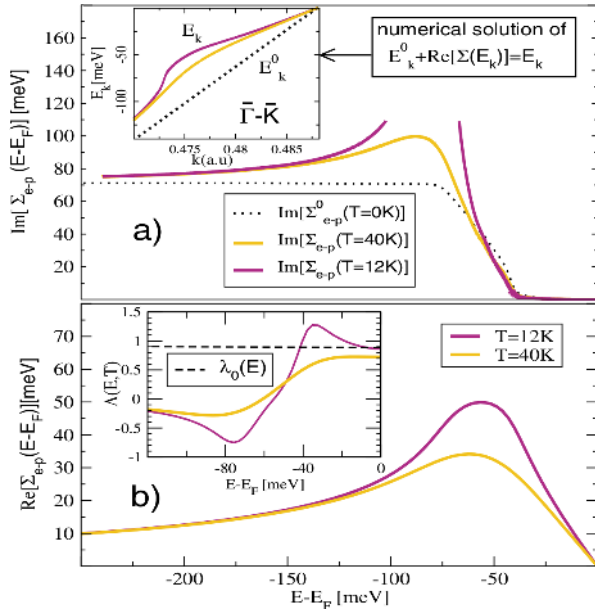 numerical solution of
E⁰ₖ+Re[Σ(Eₖ)]=Eₖ
Eₖ
E⁰ₖ
Γ̄-K̄
Eₖ[meV]
-50
-100
0.475
0.48
0.485
k(a.u)
Im[Σe-p(E-EF)] [meV]
180
160
140
120
100
80
60
40
20
a)
Im[Σ⁰e-p(T=0K)]
Im[Σe-p(T=40K)]
Im[Σe-p(T=12K)]
Re[Σe-p(E-EF)][meV]
70
60
50
40
30
20
10
b)
T=12K
T=40K
Λ(E,T)
1.5
1
0.5
0
-0.5
-1
λ₀(E)
-80
-40
0
E-EF [meV]
-200
-150
-100
-50
E-EF [meV]